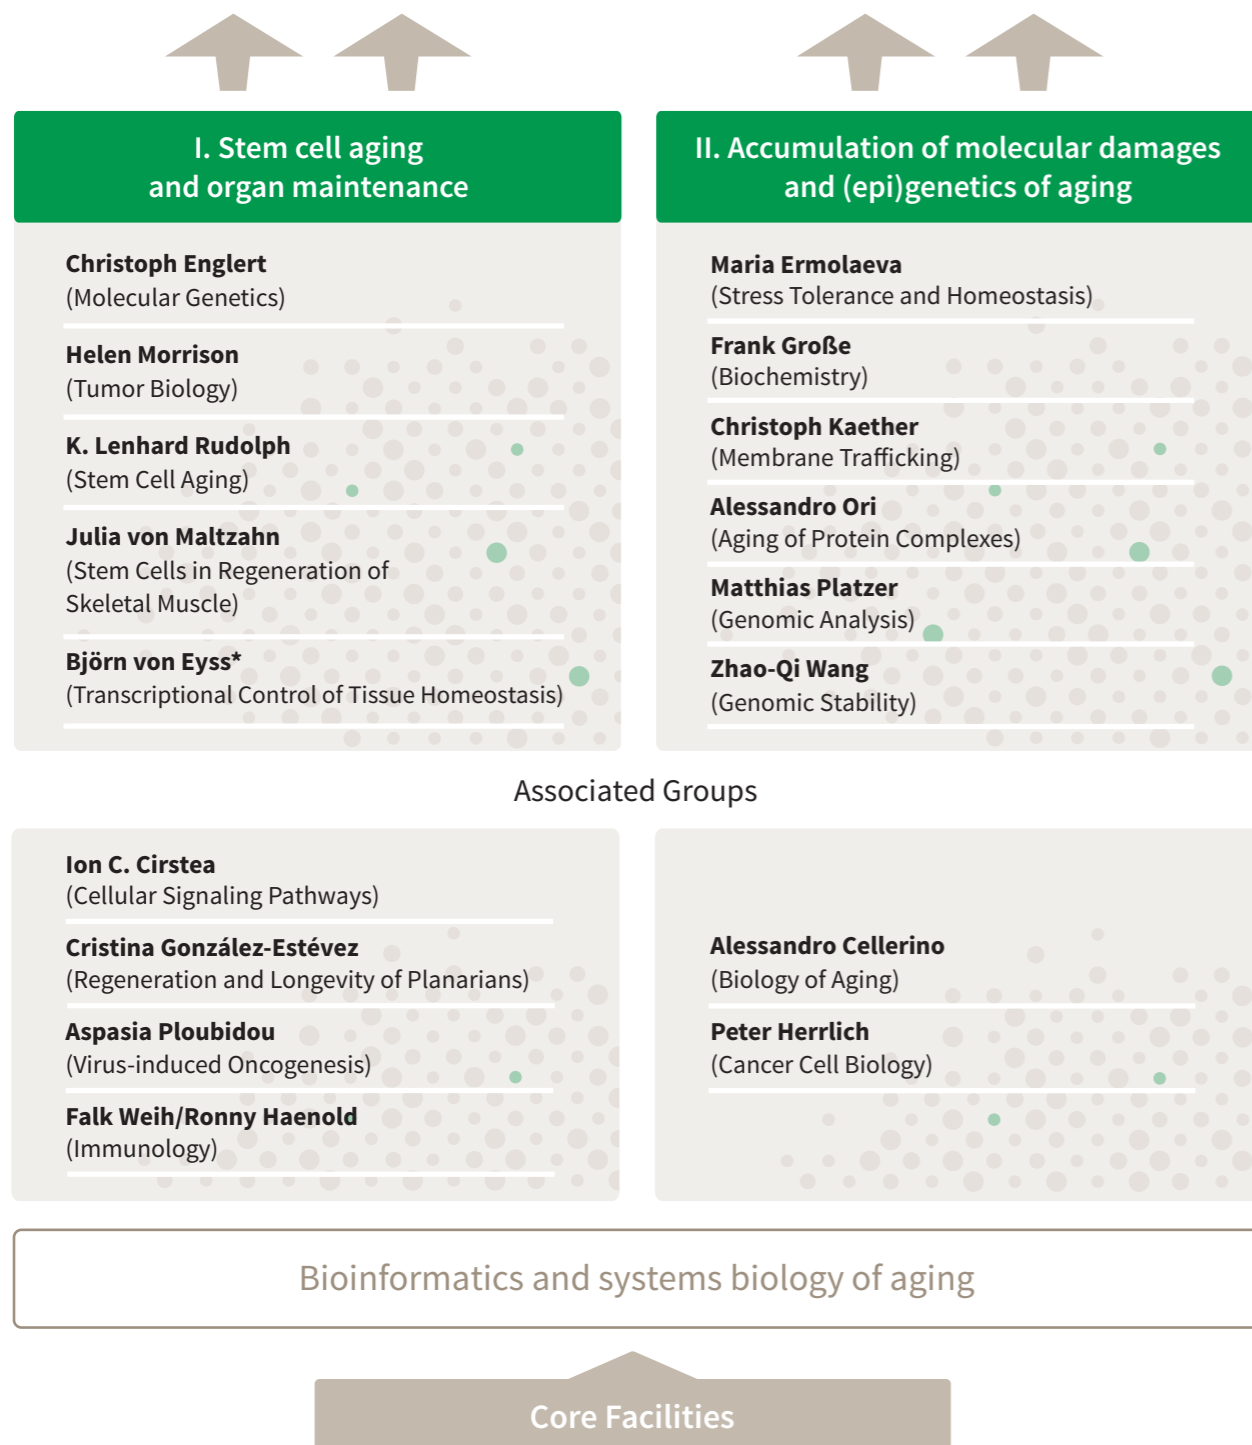 I. Stem cell aging
and organ maintenance
Christoph Englert
(Molecular Genetics)
Helen Morrison
(Tumor Biology)
K. Lenhard Rudolph
(Stem Cell Aging)
Julia von Maltzahn
(Stem Cells in Regeneration of
Skeletal Muscle)
Björn von Eyss*
(Transcriptional Control of Tissue Homeostasis)
II. Accumulation of molecular damages
and (epi)genetics of aging
Maria Ermolaeva
(Stress Tolerance and Homeostasis)
Frank Große
(Biochemistry)
Christoph Kaether
(Membrane Trafficking)
Alessandro Ori
(Aging of Protein Complexes)
Matthias Platzer
(Genomic Analysis)
Zhao-Qi Wang
(Genomic Stability)
Associated Groups
Ion C. Cirstea
(Cellular Signaling Pathways)
Cristina González-Estévez
(Regeneration and Longevity of Planarians)
Aspasia Ploubidou
(Virus-induced Oncogenesis)
Falk Weih/Ronny Haenold
(Immunology)
Alessandro Cellerino
(Biology of Aging)
Peter Herrlich
(Cancer Cell Biology)
Bioinformatics and systems biology of aging
Core Facilities